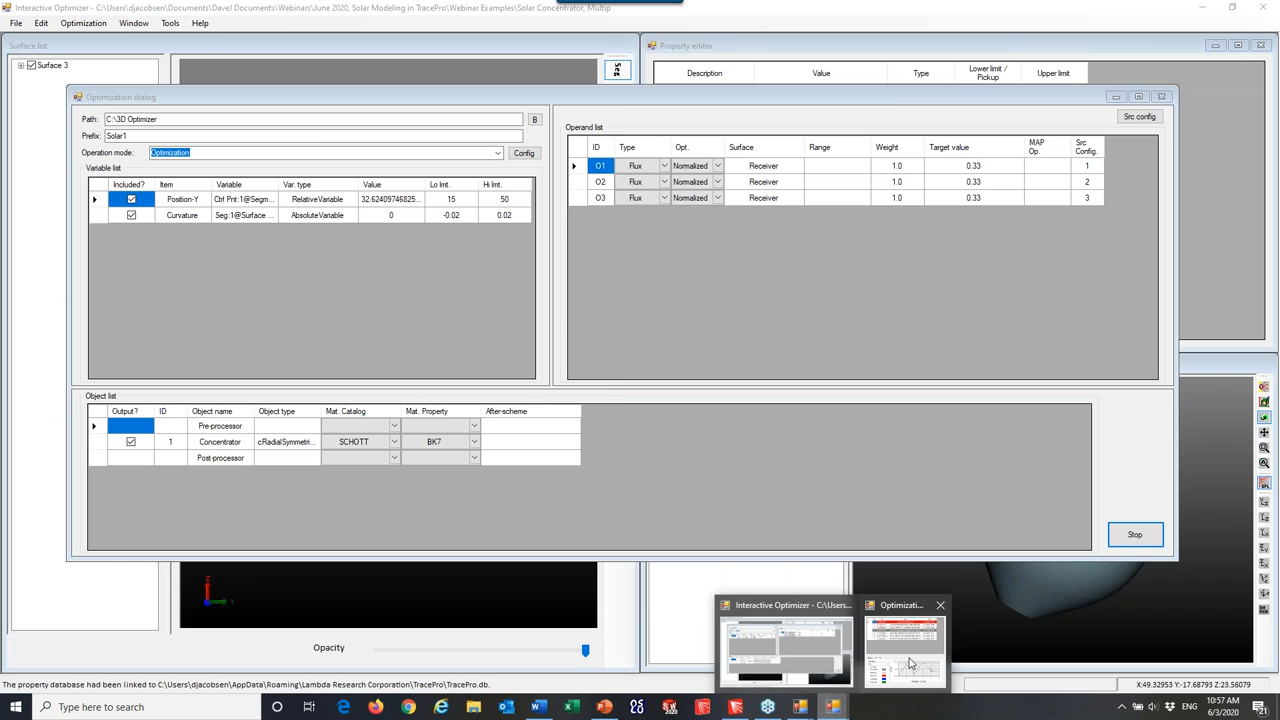 Interactive Optimizer - C:\Users\djacobsen\Documents\Dave! Documents\Webinars\June 2020, Solar Modeling in TracePro\Webinar Examples\Solar Concentrator, Multip
File Edit Optimization Window Tools Help
Surface list
Property editor
Surface 3
Description Value Type Lower limit / Pickup Upper limit
Optimization dialog
Path: C:\3D Optimizer B
Prefix: Solar1
Operation mode: Optimization Config
Src config
Operand list
ID Type Opt. Surface Range Weight Target value MAP Op. Src Config.
O1 Flux Normalized Receiver 1.0 0.33 1
O2 Flux Normalized Receiver 1.0 0.33 2
O3 Flux Normalized Receiver 1.0 0.33 3
Variable list
Included? Item Variable Var. type Value Lo lmt. Hi lmt.
Position-Y Ctrl Pnt:1@Segm... RelativeVariable 32.62409746825... 15 50
Curvature Seg:1@Surface ... AbsoluteVariable 0 -0.02 0.02
Object list
Output? ID Object name Object type Mat. Catalog Mat. Property After-scheme
Pre-processor
1 Concentrator cRadialSymmetri... SCHOTT BK7
Post-processor
Stop
Interactive Optimizer - C:\Users... Optimizati...
Opacity
The property database had been linked to C:\Users\djacobsen\AppData\Roaming\Lambda Research Corporation\TracePro\TracePro.db.
X:49.32953 Y:-17.68793 Z:23.56079
Type here to search
ENG
10:57 AM
6/3/2020
21